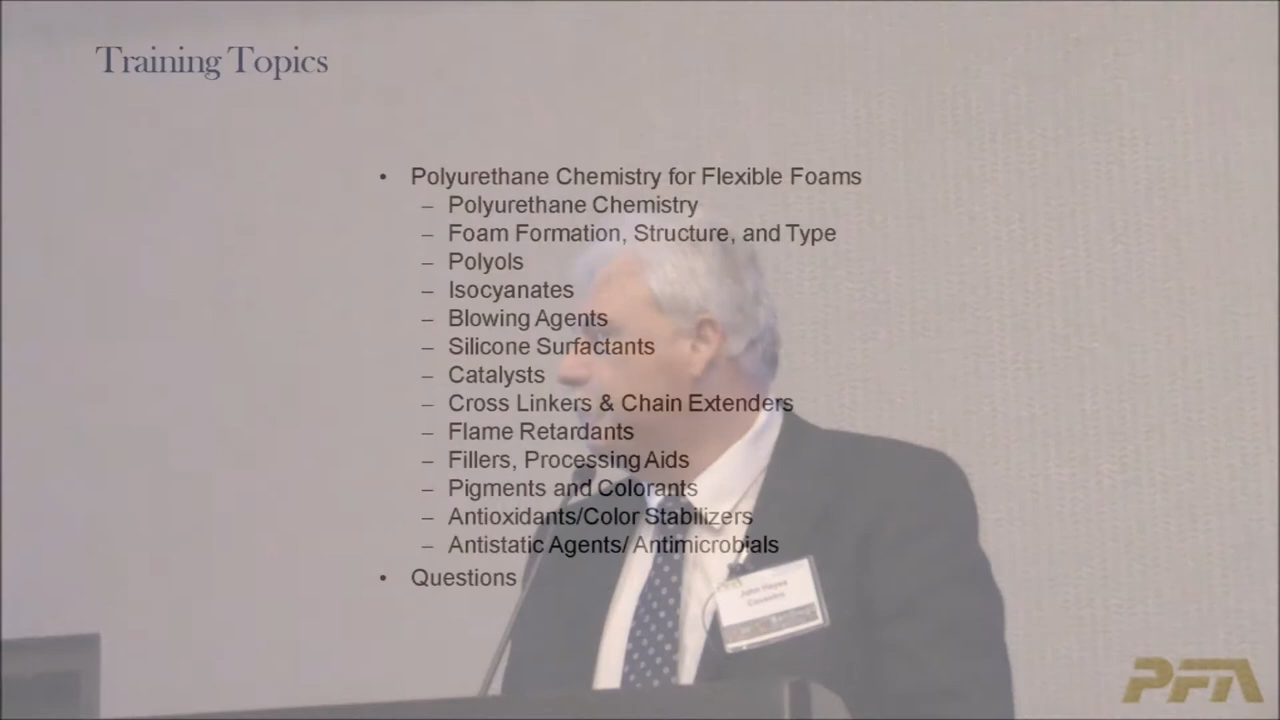 Training Topics
• Polyurethane Chemistry for Flexible Foams
– Polyurethane Chemistry
– Foam Formation, Structure, and Type
– Polyols
– Isocyanates
– Blowing Agents
– Silicone Surfactants
– Catalysts
– Cross Linkers & Chain Extenders
– Flame Retardants
– Fillers, Processing Aids
– Pigments and Colorants
– Antioxidants/Color Stabilizers
– Antistatic Agents/ Antimicrobials
• Questions
John
PFA